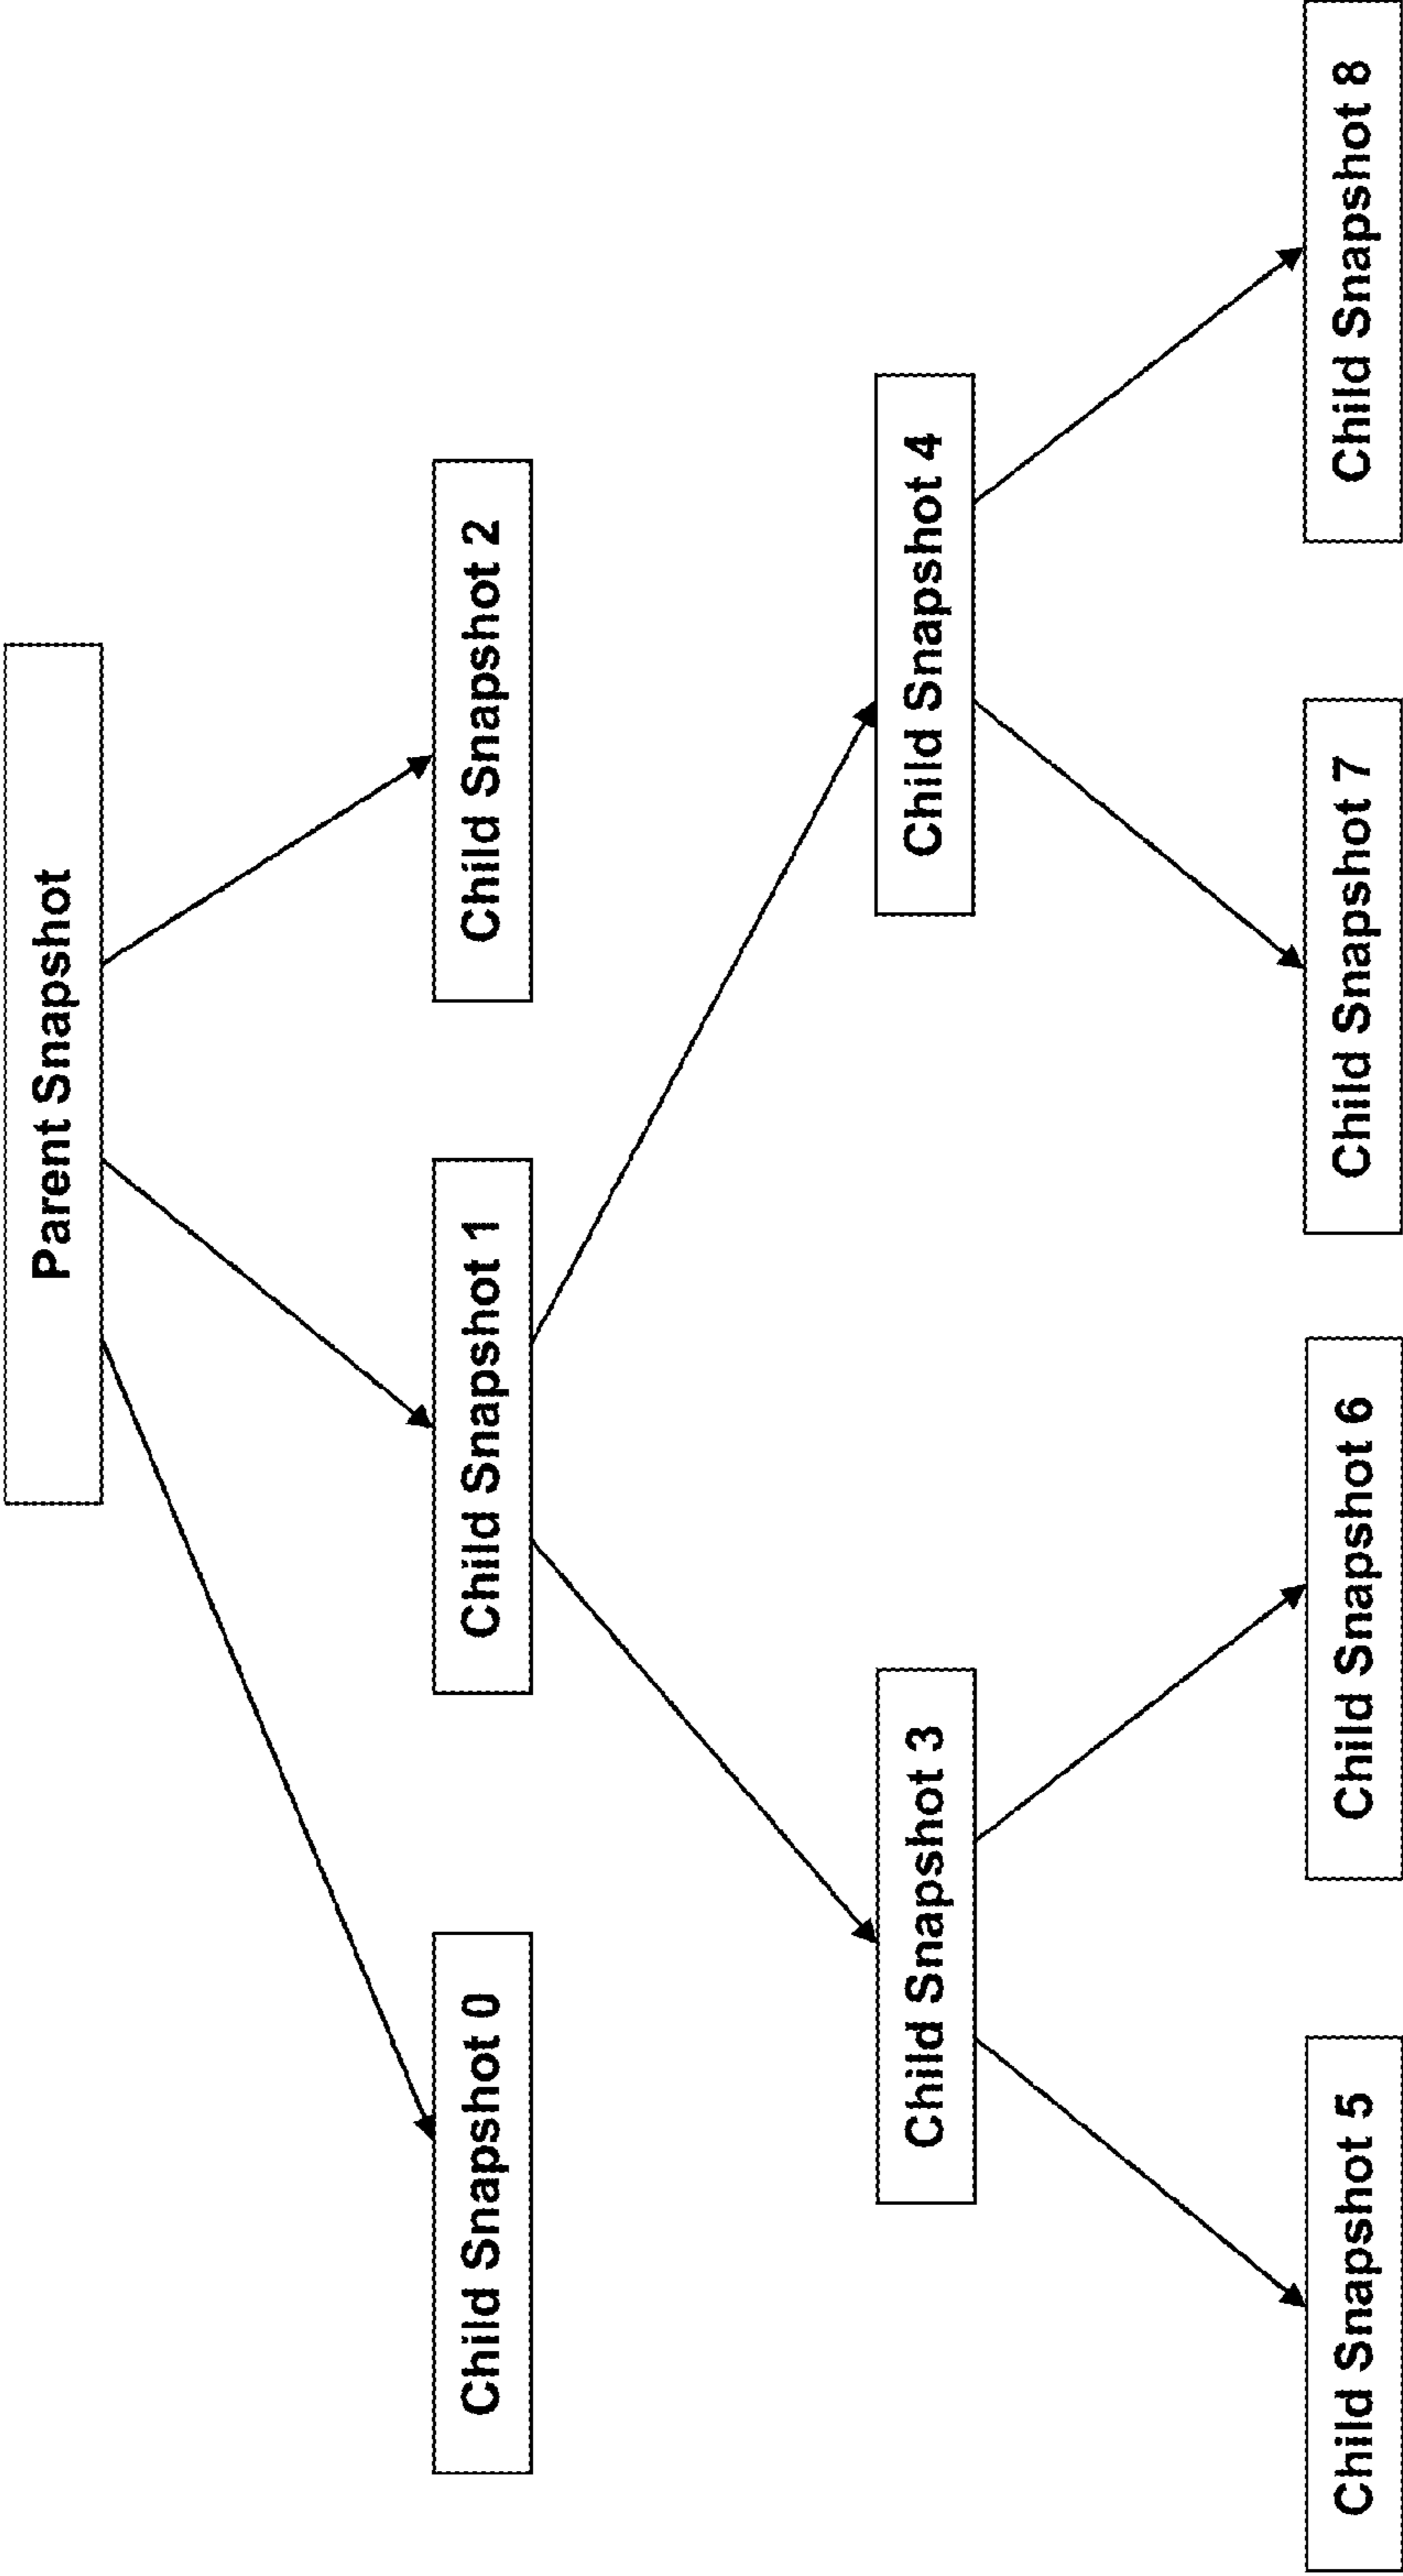 Parent Snapshot
Child Snapshot 0
Child Snapshot 1
Child Snapshot 2
Child Snapshot 3
Child Snapshot 4
Child Snapshot 5
Child Snapshot 6
Child Snapshot 7
Child Snapshot 8